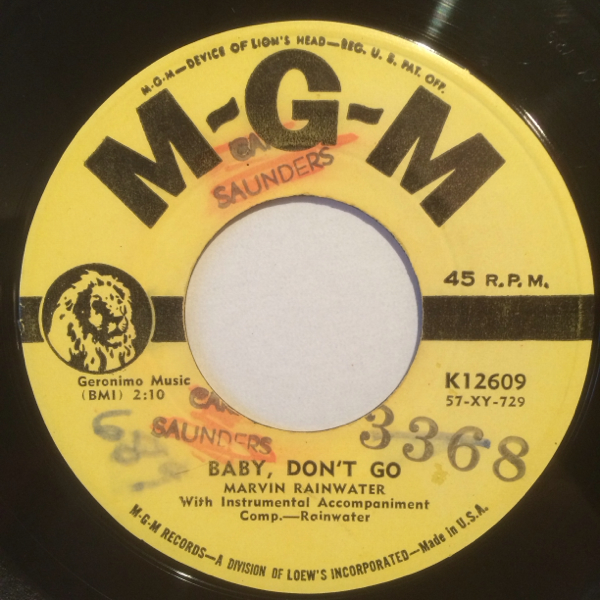 M-G-M—DEVICE OF LION'S HEAD—REG. U. S. PAT. OFF.
M-G-M
SAUNDERS
45 R.P.M.
Geronimo Music
(BMI) 2:10
K12609
57-XY-729
SAUNDERS
3368
BABY, DON'T GO
MARVIN RAINWATER
With Instrumental Accompaniment
Comp.—Rainwater
M-G-M RECORDS—A DIVISION OF LOEW'S INCORPORATED—Made in U.S.A.